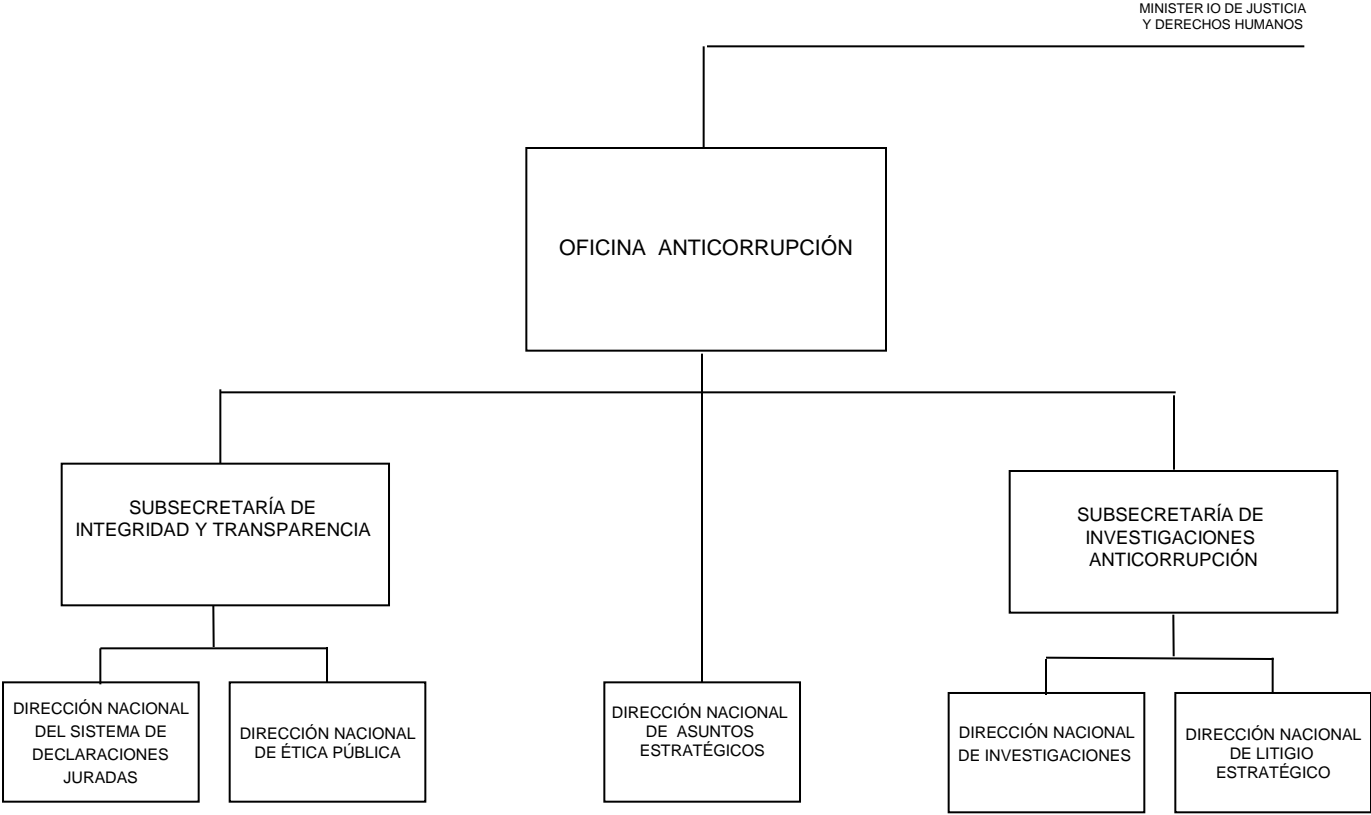 MINISTER IO DE JUSTICIA
Y DERECHOS HUMANOS
OFICINA ANTICORRUPCIÓN
SUBSECRETARÍA DE
INTEGRIDAD Y TRANSPARENCIA
SUBSECRETARÍA DE
INVESTIGACIONES
ANTICORRUPCIÓN
DIRECCIÓN NACIONAL
DEL SISTEMA DE
DECLARACIONES
JURADAS
DIRECCIÓN NACIONAL
DE ÉTICA PÚBLICA
DIRECCIÓN NACIONAL
DE ASUNTOS
ESTRATÉGICOS
DIRECCIÓN NACIONAL
DE INVESTIGACIONES
DIRECCIÓN NACIONAL
DE LITIGIO
ESTRATÉGICO